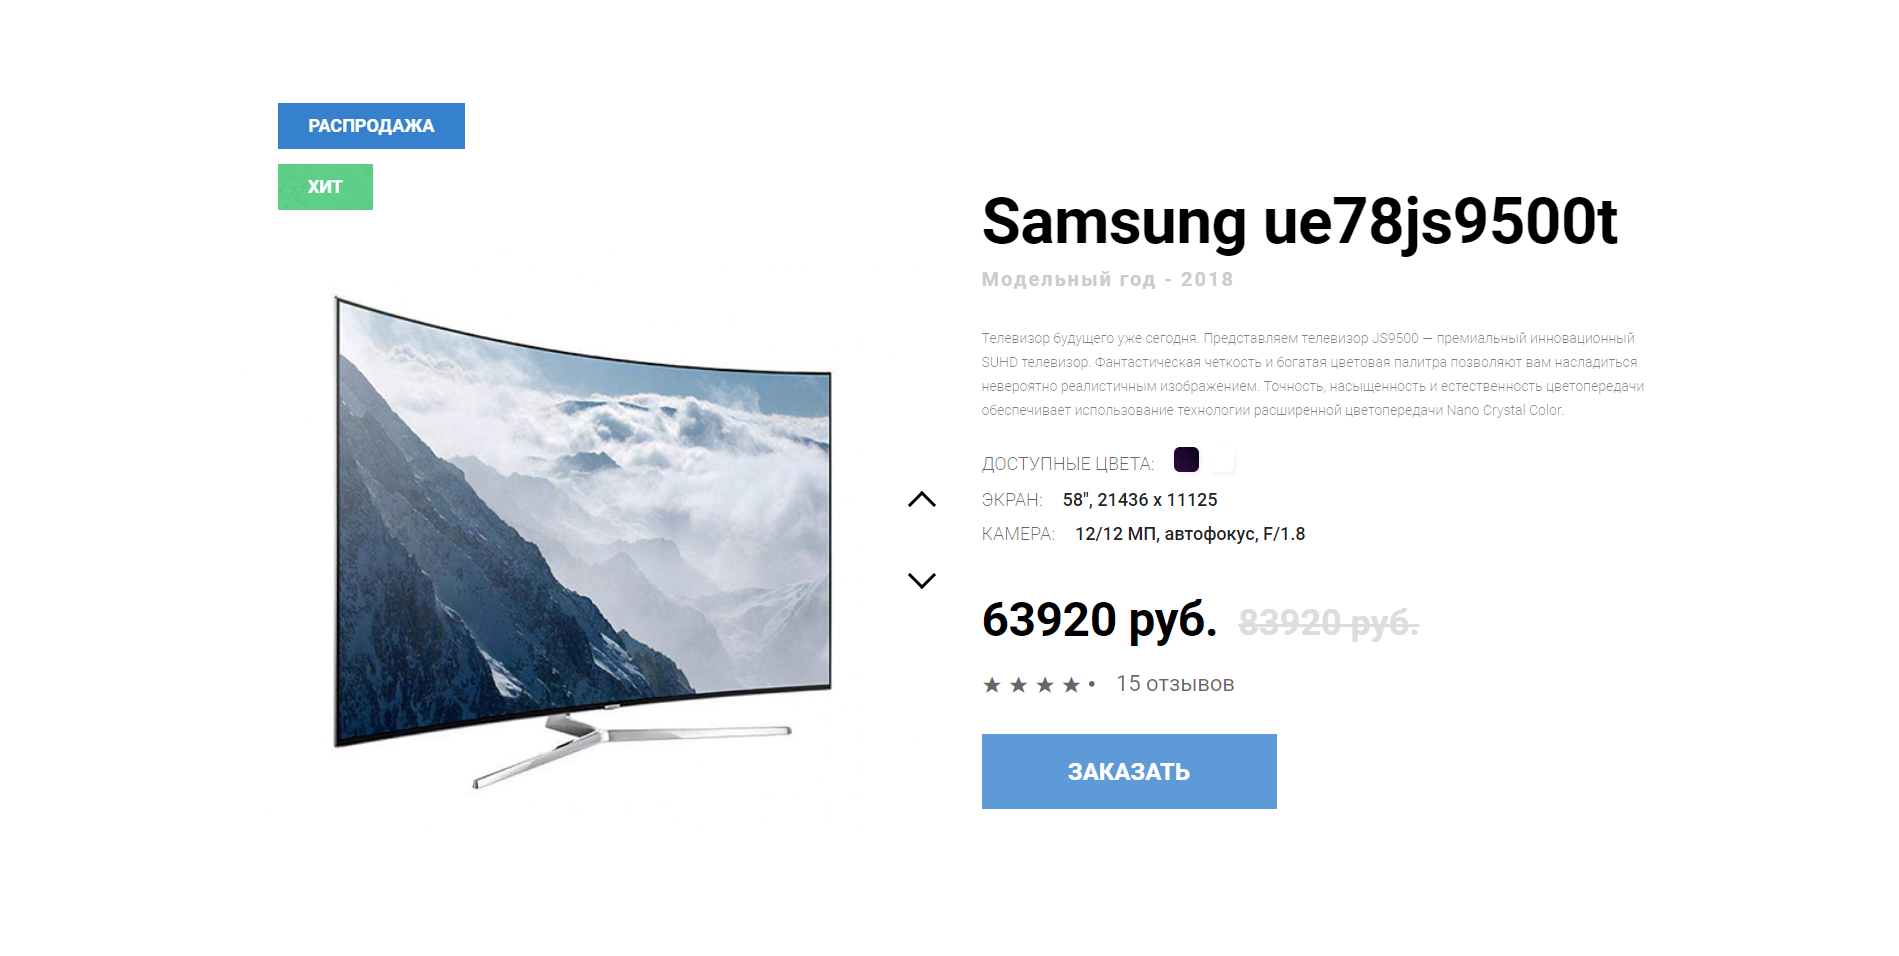 РАСПРОДАЖА
ХИТ
Samsung ue78js9500t
Модельный год - 2018
Телевизор будущего уже сегодня. Представляем телевизор JS9500 — премиальный инновационный
SUHD телевизор. Фантастическая четкость и богатая цветовая палитра позволяют вам насладиться
невероятно реалистичным изображением. Точность, насыщенность и естественность цветопередачи
обеспечивает использование технологии расширенной цветопередачи Nano Crystal Color.
ДОСТУПНЫЕ ЦВЕТА:
ЭКРАН: 58", 21436 x 11125
КАМЕРА: 12/12 МП, автофокус, F/1.8
63920 руб. 83920 руб.
★ ★ ★ ★ • 15 отзывов
ЗАКАЗАТЬ